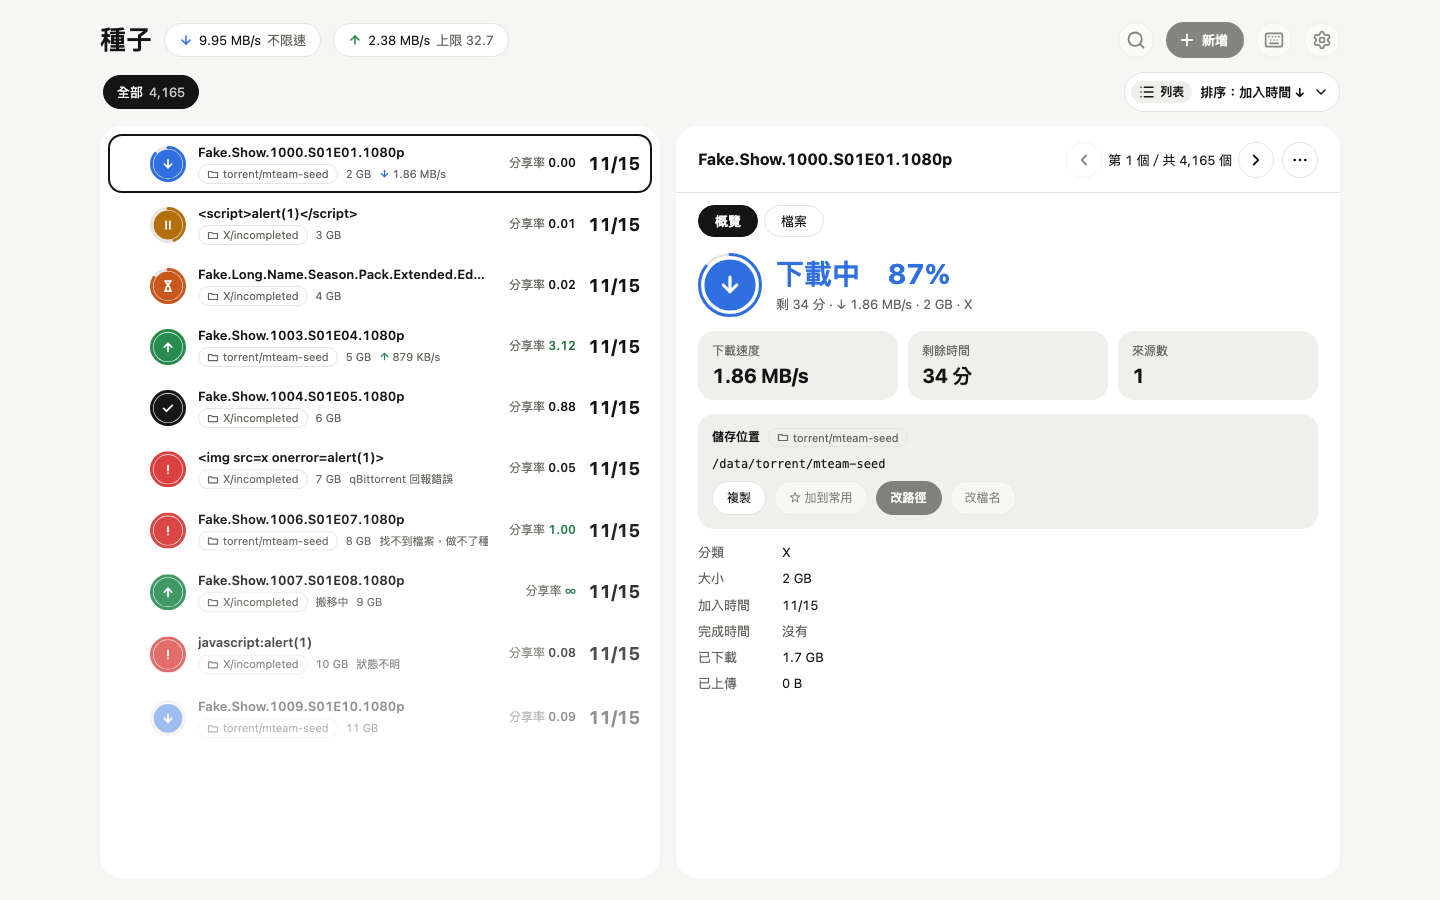 種子
9.95 MB/s 不限速
2.38 MB/s 上限 32.7
新增
全部 4,165
列表
排序：加入時間 ↓
Fake.Show.1000.S01E01.1080p
torrent/mteam-seed 2 GB ↓ 1.86 MB/s
分享率 0.00 11/15
<script>alert(1)</script>
X/incompleted 3 GB
分享率 0.01 11/15
Fake.Long.Name.Season.Pack.Extended.Ed...
X/incompleted 4 GB
分享率 0.02 11/15
Fake.Show.1003.S01E04.1080p
torrent/mteam-seed 5 GB ↑ 879 KB/s
分享率 3.12 11/15
Fake.Show.1004.S01E05.1080p
X/incompleted 6 GB
分享率 0.88 11/15
<img src=x onerror=alert(1)>
X/incompleted 7 GB qBittorrent 回報錯誤
分享率 0.05 11/15
Fake.Show.1006.S01E07.1080p
torrent/mteam-seed 8 GB 找不到檔案，做不了種
分享率 1.00 11/15
Fake.Show.1007.S01E08.1080p
X/incompleted 搬移中 9 GB
分享率 ∞ 11/15
javascript:alert(1)
X/incompleted 10 GB 狀態不明
分享率 0.08 11/15
Fake.Show.1009.S01E10.1080p
torrent/mteam-seed 11 GB
分享率 0.09 11/15
Fake.Show.1000.S01E01.1080p
第 1 個 / 共 4,165 個
概覽
檔案
下載中 87%
剩 34 分 · ↓ 1.86 MB/s · 2 GB · X
下載速度
1.86 MB/s
剩餘時間
34 分
來源數
1
儲存位置 torrent/mteam-seed
/data/torrent/mteam-seed
複製
☆ 加到常用
改路徑
改檔名
分類 X
大小 2 GB
加入時間 11/15
完成時間 沒有
已下載 1.7 GB
已上傳 0 B